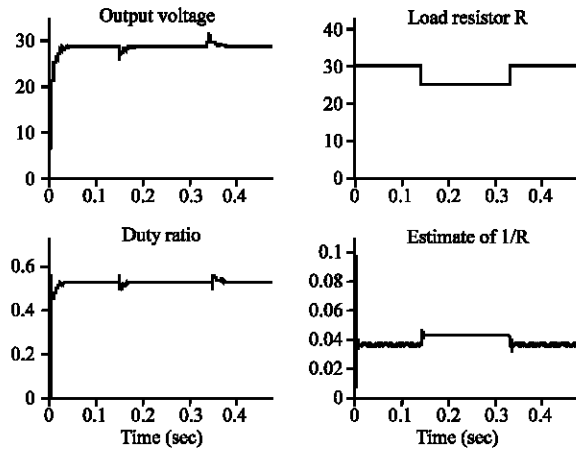 Output voltage
30
20
10
0
0 0.1 0.2 0.3 0.4
Load resistor R
40
30
20
10
0
0 0.1 0.2 0.3 0.4
Duty ratio
0.6
0.4
0.2
0
0 0.1 0.2 0.3 0.4
Time (sec)
Estimate of 1/R
0.1
0.08
0.06
0.04
0.02
0
0 0.1 0.2 0.3 0.4
Time (sec)